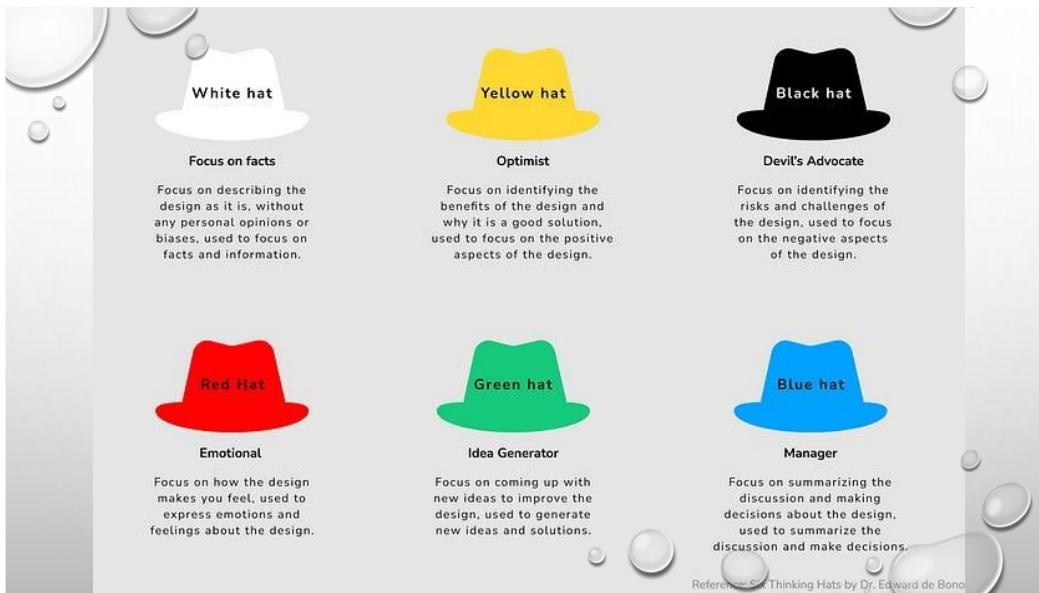 White hat
Yellow hat
Black hat
Focus on facts
Optimist
Devil's Advocate
Focus on describing the
design as it is, without
any personal opinions or
biases, used to focus on
facts and information.
Focus on identifying the
benefits of the design and
why it is a good solution,
used to focus on the positive
aspects of the design.
Focus on identifying the
risks and challenges of
the design, used to focus
on the negative aspects
of the design.
Red Hat
Green hat
Blue hat
Emotional
Idea Generator
Manager
Focus on how the design
makes you feel, used to
express emotions and
feelings about the design.
Focus on coming up with
new ideas to improve the
design, used to generate
new ideas and solutions.
Focus on summarizing the
discussion and making
decisions about the design,
used to summarize the
discussion and make decisions.
Reference: Six Thinking Hats by Dr. Edward de Bono